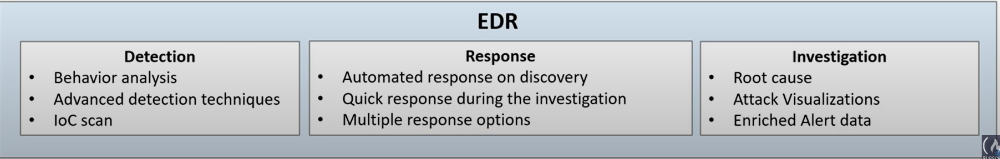 EDR
Detection
• Behavior analysis
• Advanced detection techniques
• IoC scan
Response
• Automated response on discovery
• Quick response during the investigation
• Multiple response options
Investigation
• Root cause
• Attack Visualizations
• Enriched Alert data